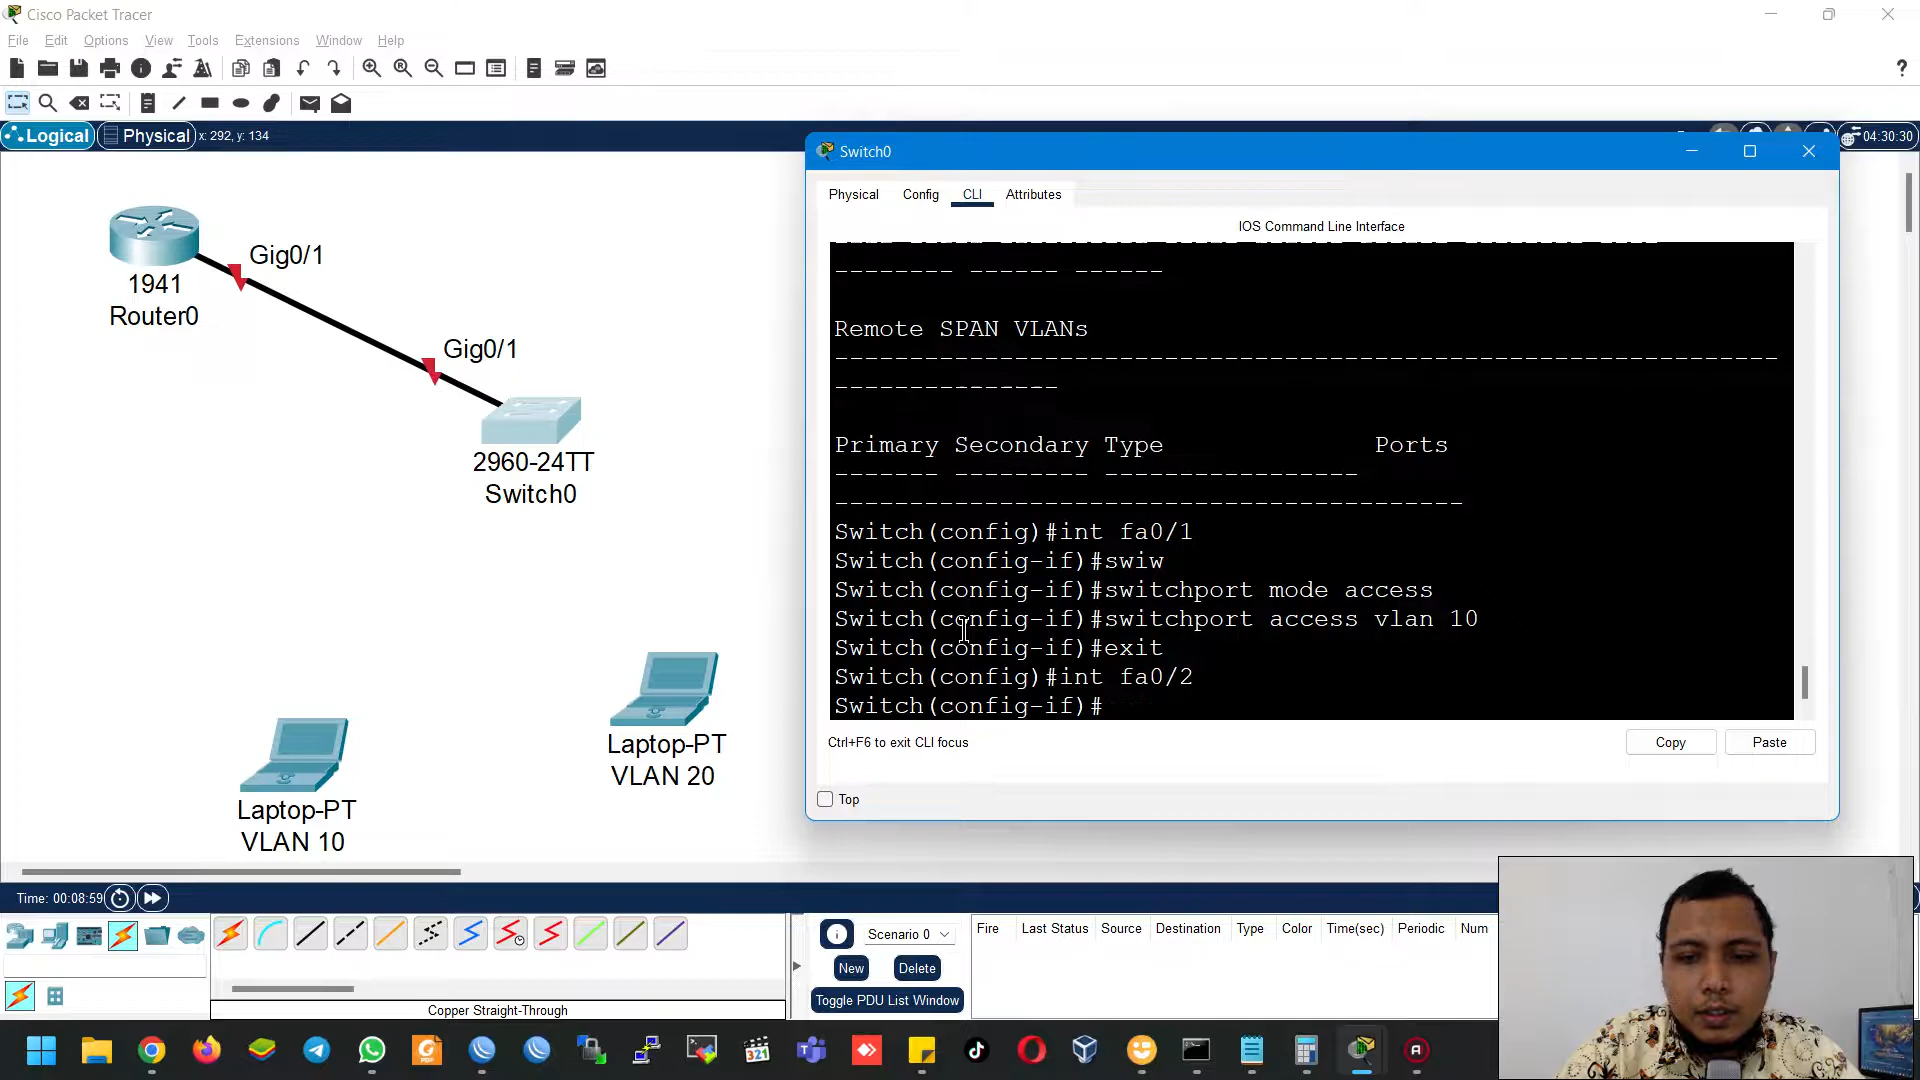 Cisco Packet Tracer
File Edit Options View Tools Extensions Window Help
?
Logical Physical x: 292, y: 134
04:30:30
Gig0/1
1941
Router0
Gig0/1
2960-24TT
Switch0
Laptop-PT
VLAN 20
Laptop-PT
VLAN 10
Switch0
Physical Config CLI Attributes
IOS Command Line Interface
-------- ------ ------
Remote SPAN VLANs
---------------------------------------------------------------
---------------
Primary Secondary Type Ports
------- --------- -----------------
------------------------------------------
Switch(config)#int fa0/1
Switch(config-if)#swiw
Switch(config-if)#switchport mode access
Switch(config-if)#switchport access vlan 10
Switch(config-if)#exit
Switch(config)#int fa0/2
Switch(config-if)#
Ctrl+F6 to exit CLI focus
Copy Paste
Top
Time: 00:08:59
Scenario 0
New Delete
Toggle PDU List Window
Fire Last Status Source Destination Type Color Time(sec) Periodic Num
Copper Straight-Through
321